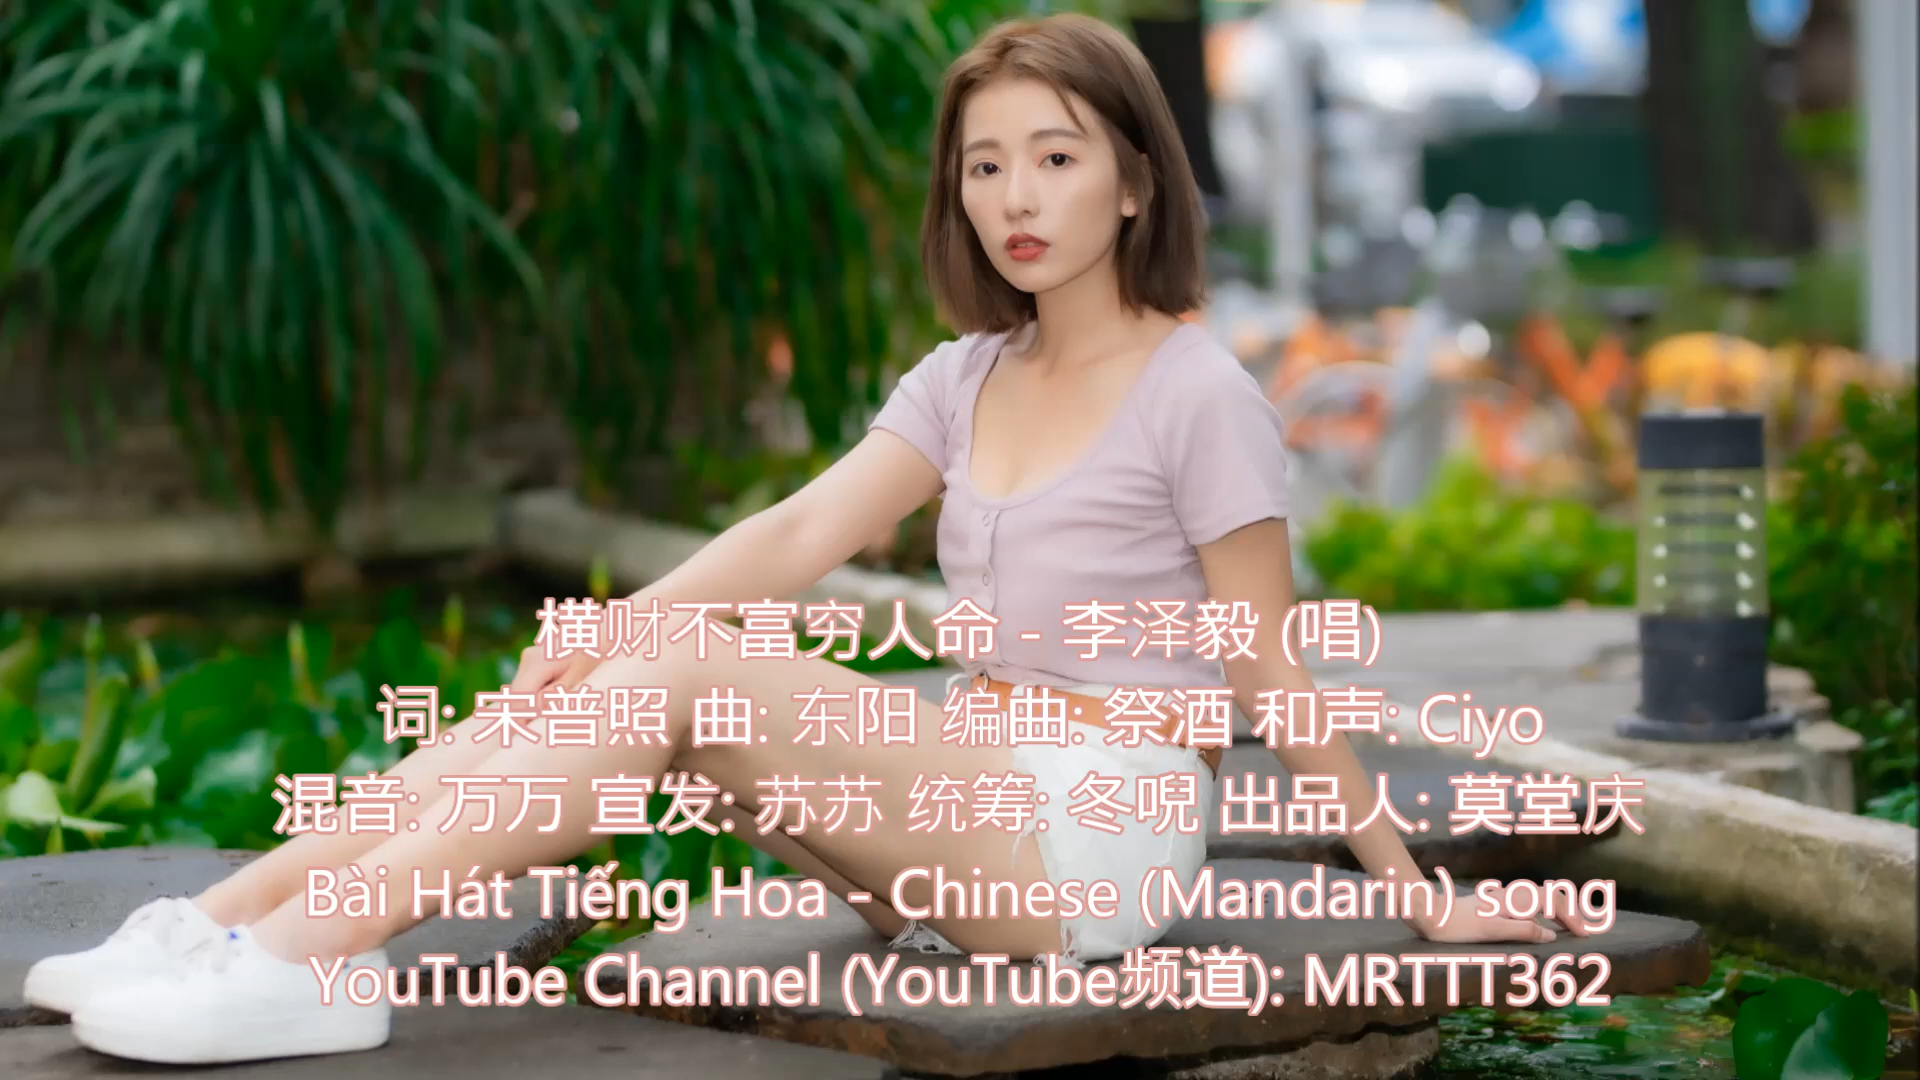 横财不富穷人命 - 李泽毅 (唱)
词: 宋普照 曲: 东阳 编曲: 祭酒 和声: Ciyo
混音: 万万 宣发: 苏苏 统筹: 冬唲 出品人: 莫堂庆
Bài Hát Tiếng Hoa - Chinese (Mandarin) song
YouTube Channel (YouTube频道): MRTTT362